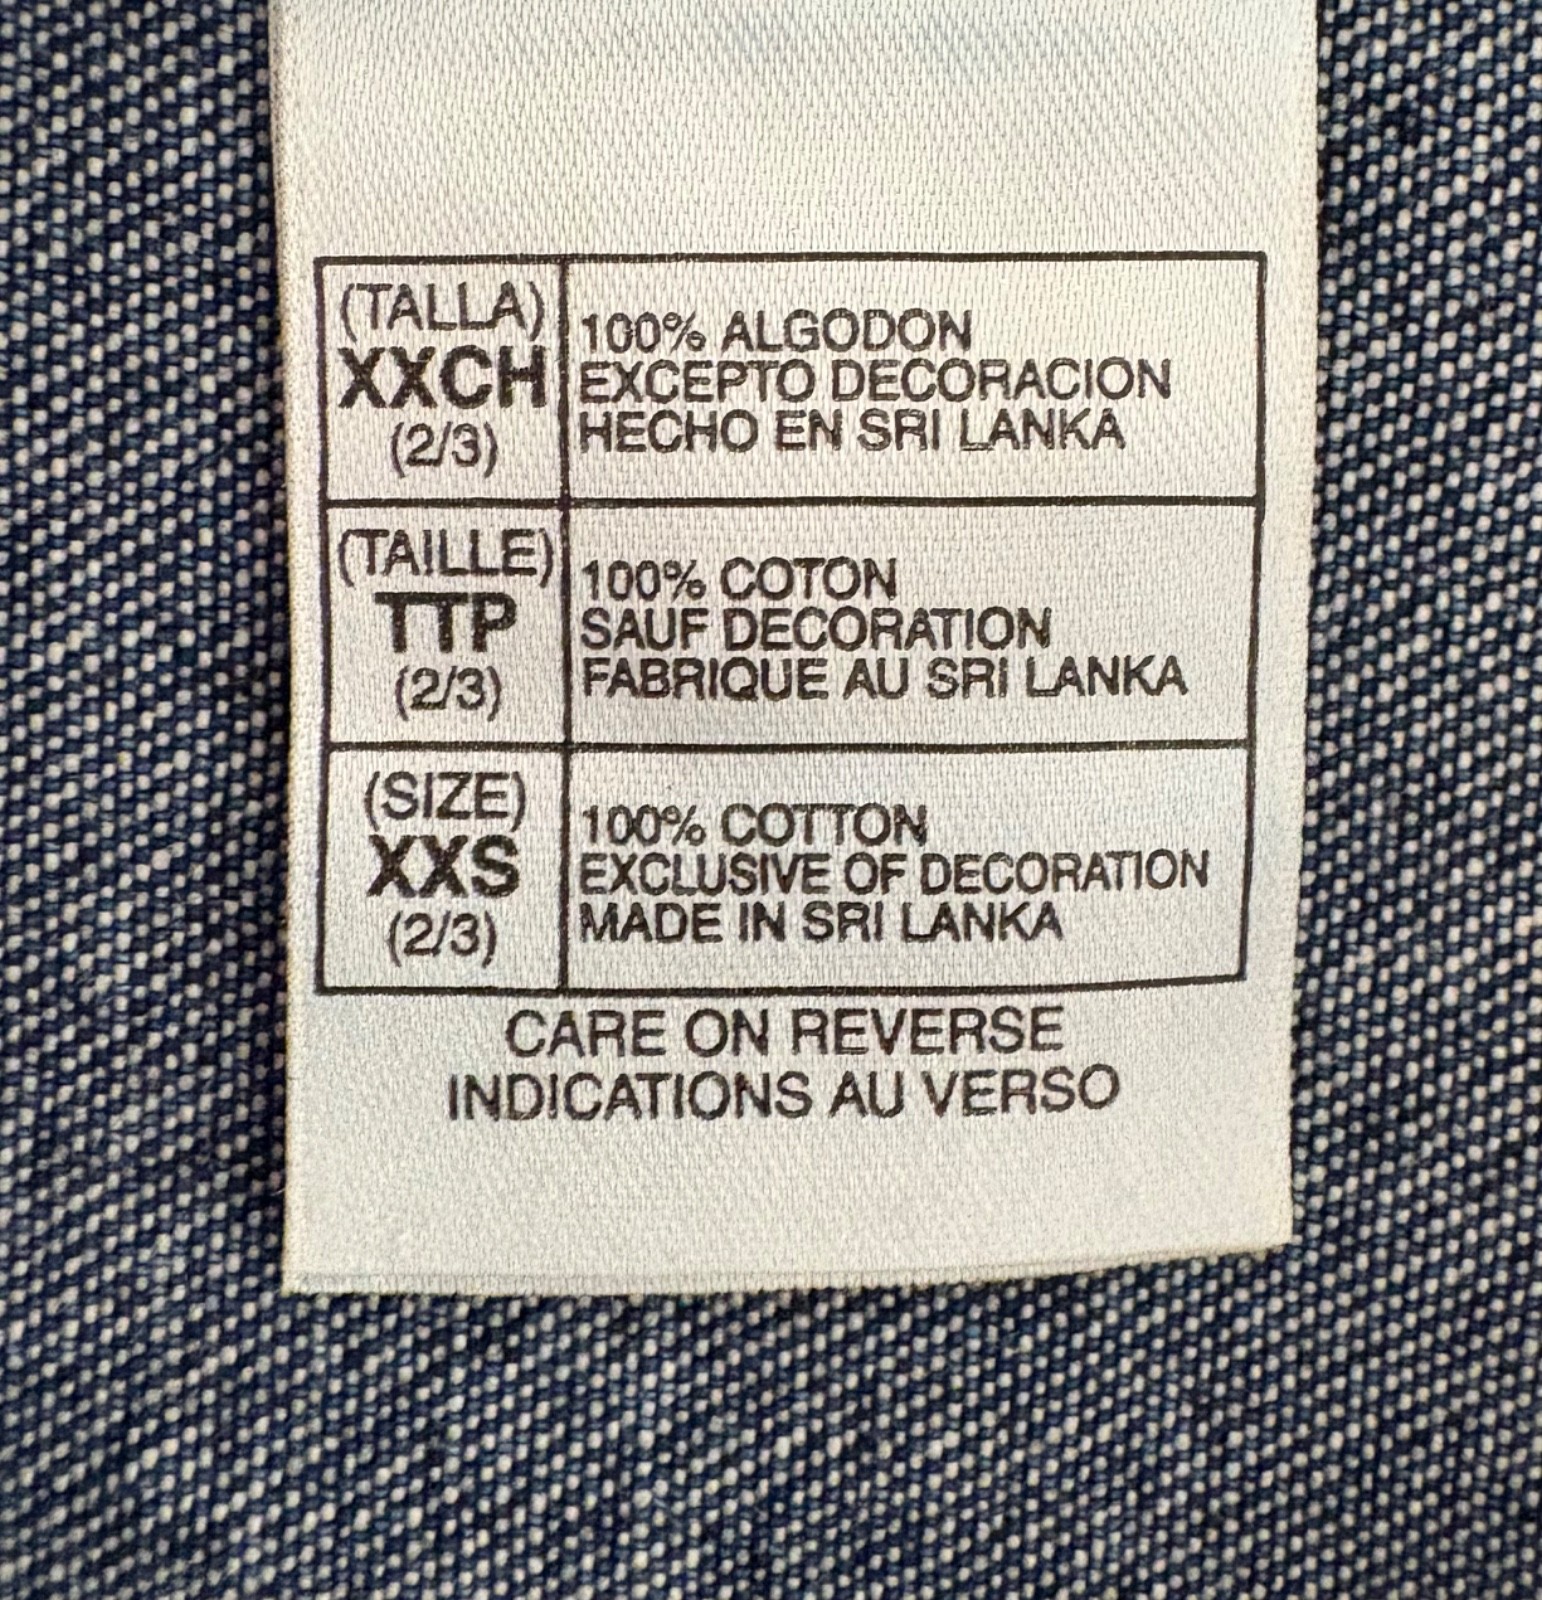 (TALLA)
XXCH
(2/3)
100% ALGODON
EXCEPTO DECORACION
HECHO EN SRI LANKA
(TAILLE)
TTP
(2/3)
100% COTON
SAUF DECORATION
FABRIQUE AU SRI LANKA
(SIZE)
XXS
(2/3)
100% COTTON
EXCLUSIVE OF DECORATION
MADE IN SRI LANKA
CARE ON REVERSE
INDICATIONS AU VERSO